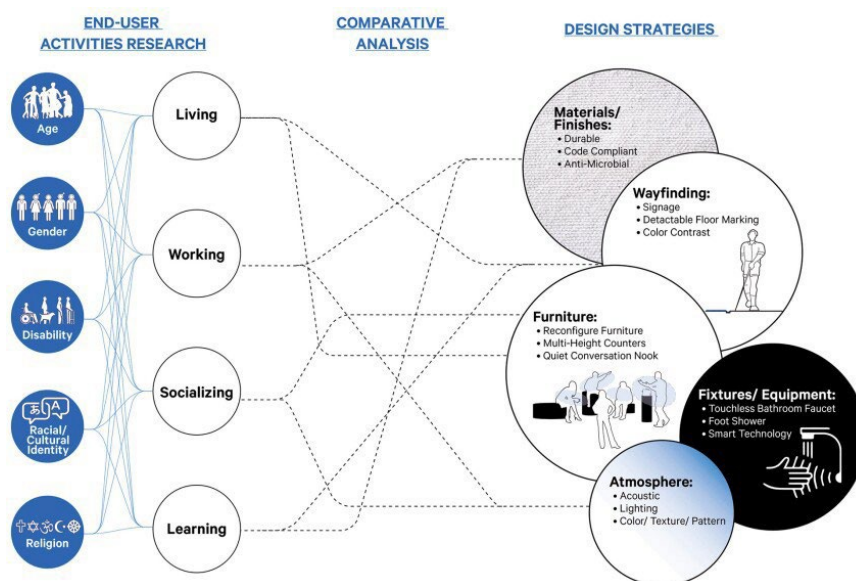 END-USER
ACTIVITIES RESEARCH
COMPARATIVE
ANALYSIS
DESIGN STRATEGIES
Age
Gender
Disability
あ A
Racial/
Cultural
Identity
Religion
Living
Working
Socializing
Learning
Materials/
Finishes:
• Durable
• Code Compliant
• Anti-Microbial
Wayfinding:
• Signage
• Detactable Floor Marking
• Color Contrast
Furniture:
• Reconfigure Furniture
• Multi-Height Counters
• Quiet Conversation Nook
Fixtures/ Equipment:
• Touchless Bathroom Faucet
• Foot Shower
• Smart Technology
Atmosphere:
• Acoustic
• Lighting
• Color/ Texture/ Pattern